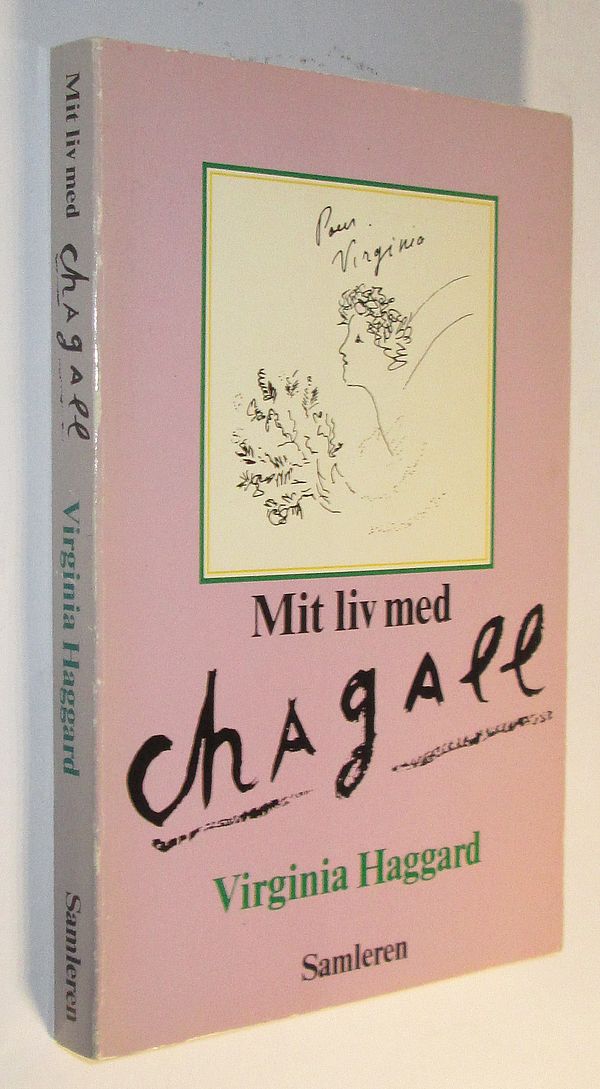 Mit liv med
chagall
Virginia Haggard
Samleren
Pour
Virginia
Mit liv med
chagall
Virginia Haggard
Samleren